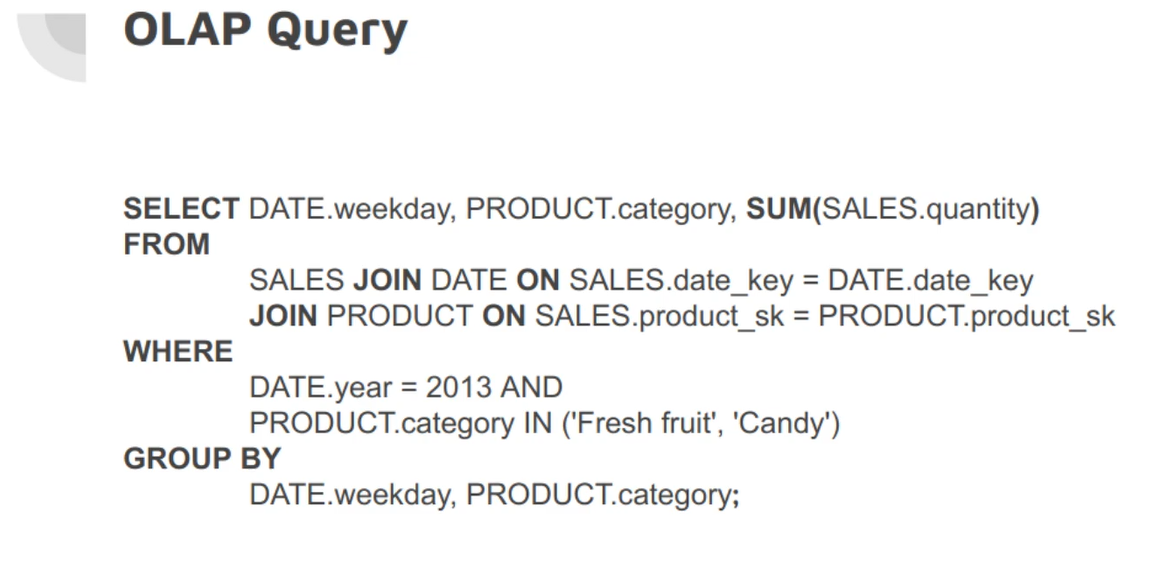 OLAP Query
SELECT DATE.weekday, PRODUCT.category, SUM(SALES.quantity)
FROM
SALES JOIN DATE ON SALES.date_key = DATE.date_key
JOIN PRODUCT ON SALES.product_sk = PRODUCT.product_sk
WHERE
DATE.year = 2013 AND
PRODUCT.category IN ('Fresh fruit', 'Candy')
GROUP BY
DATE.weekday, PRODUCT.category;